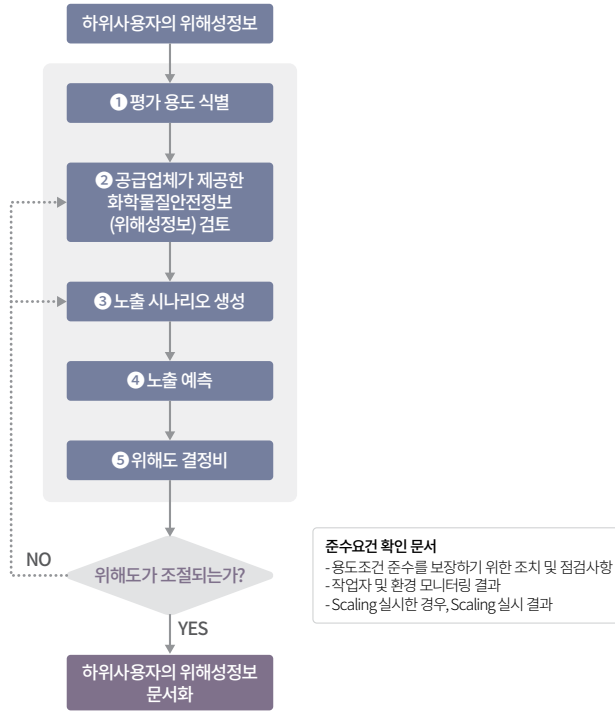 하위사용자의 위해성정보
❶ 평가 용도 식별
❷ 공급업체가 제공한
화학물질안전정보
(위해성정보) 검토
❸ 노출 시나리오 생성
❹ 노출 예측
❺ 위해도 결정비
위해도가 조절되는가?
NO
YES
하위사용자의 위해성정보
문서화
준수요건 확인 문서
- 용도조건 준수를 보장하기 위한 조치 및 점검사항
- 작업자 및 환경 모니터링 결과
- Scaling 실시한 경우, Scaling 실시 결과